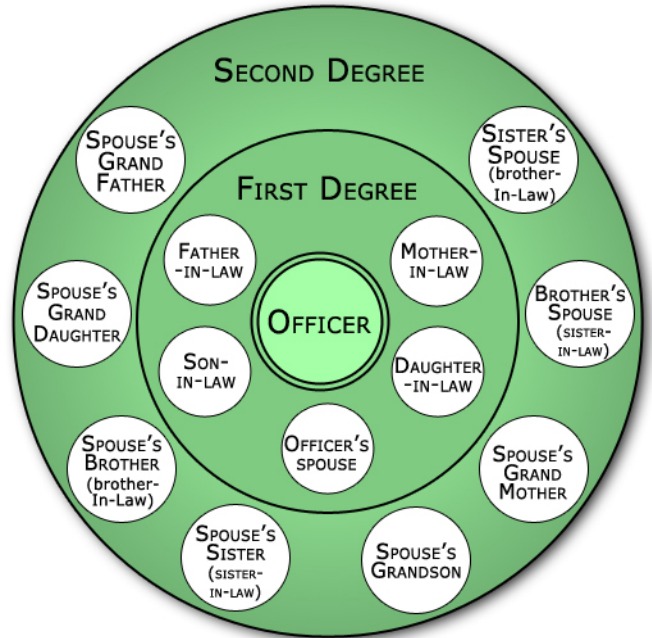 SECOND DEGREE
SPOUSE'S
GRAND
FATHER
SISTER'S
SPOUSE
(brother-
In-Law)
FIRST DEGREE
FATHER
-IN-LAW
MOTHER-
IN-LAW
SPOUSE'S
GRAND
DAUGHTER
OFFICER
BROTHER'S
SPOUSE
(SISTER-
IN-LAW)
SON-
IN-LAW
DAUGHTER
-IN-LAW
SPOUSE'S
BROTHER
(brother-
In-Law)
OFFICER'S
SPOUSE
SPOUSE'S
GRAND
MOTHER
SPOUSE'S
SISTER
(SISTER-
IN-LAW)
SPOUSE'S
GRANDSON